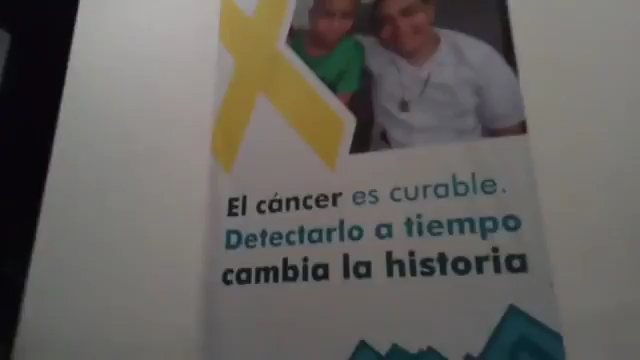 El cáncer es curable.
Detectarlo a tiempo
cambia la historia